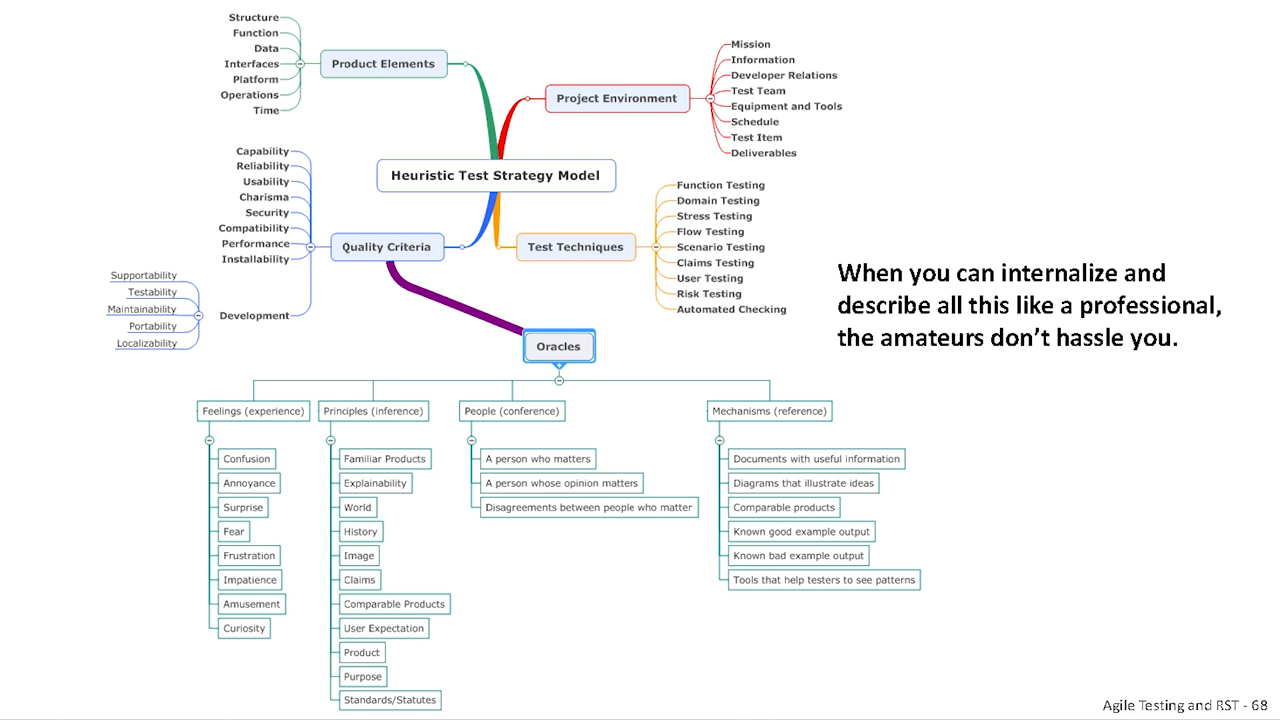 Structure
Function
Data
Interfaces
Platform
Operations
Time
Product Elements
Project Environment
Mission
Information
Developer Relations
Test Team
Equipment and Tools
Schedule
Test Item
Deliverables
Heuristic Test Strategy Model
Capability
Reliability
Usability
Charisma
Security
Compatibility
Performance
Installability
Development
Quality Criteria
Supportability
Testability
Maintainability
Portability
Localizability
Test Techniques
Function Testing
Domain Testing
Stress Testing
Flow Testing
Scenario Testing
Claims Testing
User Testing
Risk Testing
Automated Checking
When you can internalize and
describe all this like a professional,
the amateurs don’t hassle you.
Oracles
Feelings (experience)
Confusion
Annoyance
Surprise
Fear
Frustration
Impatience
Amusement
Curiosity
Principles (inference)
Familiar Products
Explainability
World
History
Image
Claims
Comparable Products
User Expectation
Product
Purpose
Standards/Statutes
People (conference)
A person who matters
A person whose opinion matters
Disagreements between people who matter
Mechanisms (reference)
Documents with useful information
Diagrams that illustrate ideas
Comparable products
Known good example output
Known bad example output
Tools that help testers to see patterns
Agile Testing and RST - 68